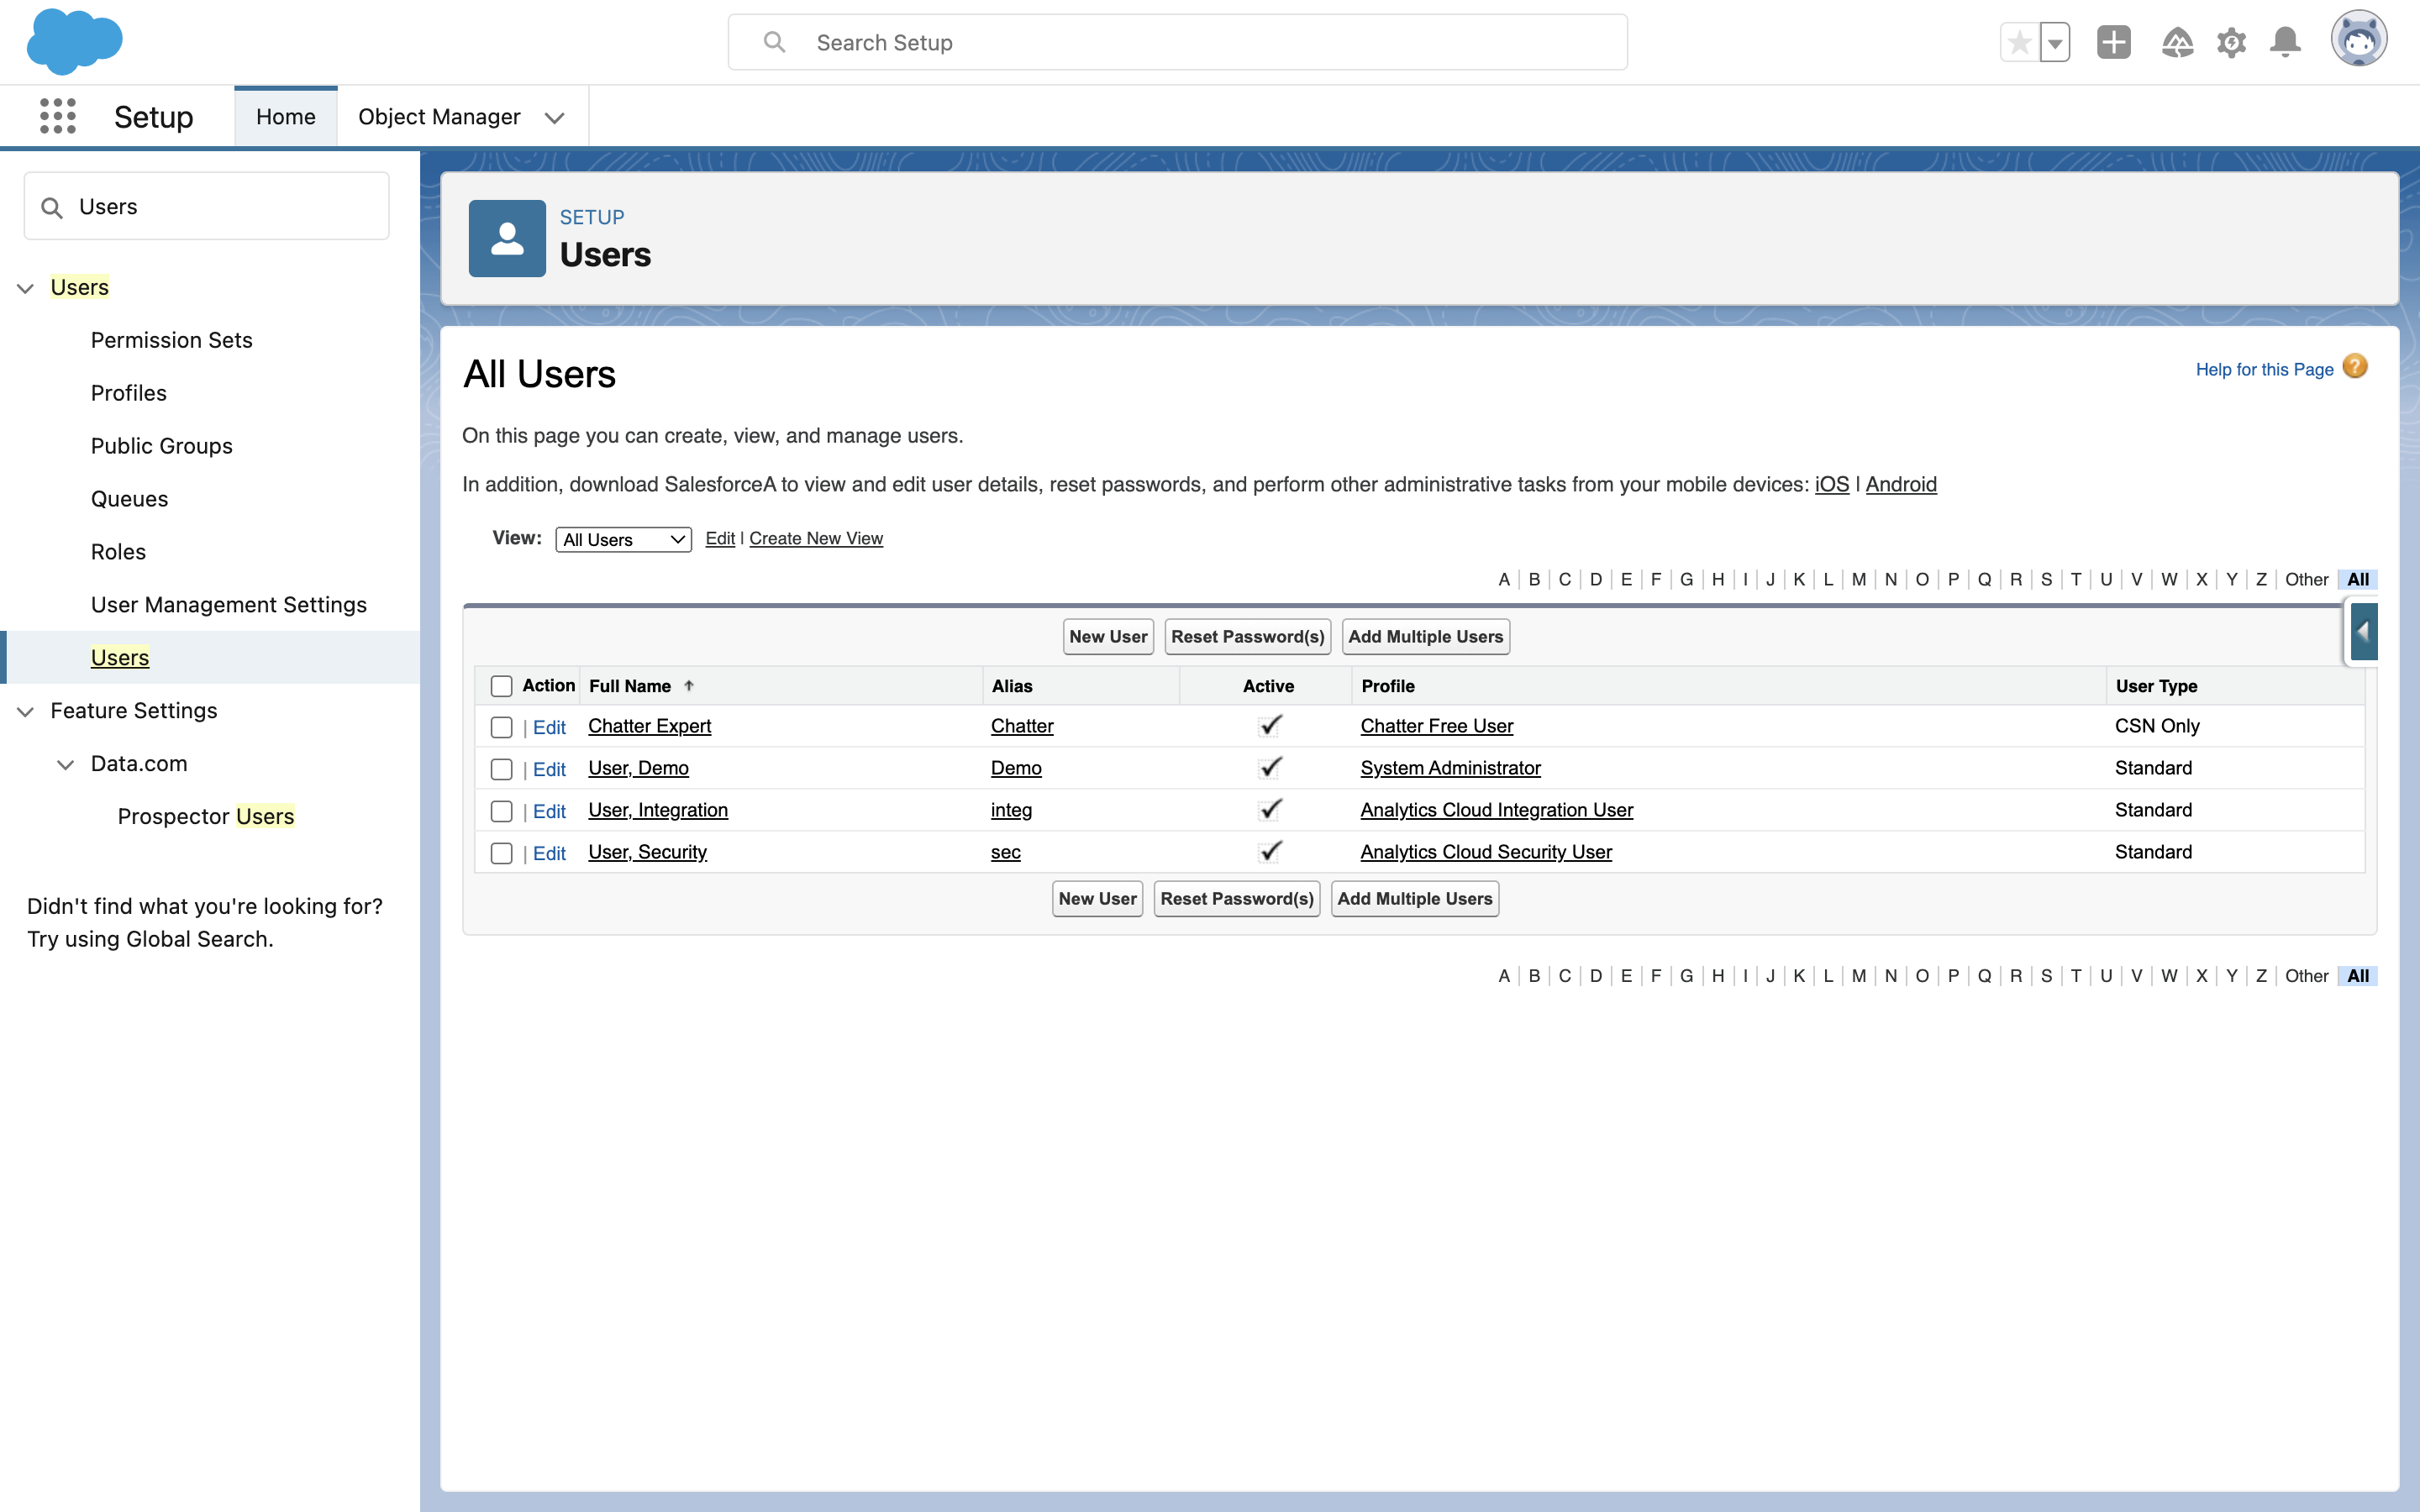 Search Setup
Setup
Home
Object Manager
Users
Users
Permission Sets
Profiles
Public Groups
Queues
Roles
User Management Settings
Users
Feature Settings
Data.com
Prospector Users
Didn't find what you're looking for?
Try using Global Search.
SETUP
Users
All Users
Help for this Page ?
On this page you can create, view, and manage users.
In addition, download SalesforceA to view and edit user details, reset passwords, and perform other administrative tasks from your mobile devices: iOS | Android
View: All Users Edit | Create New View
A | B | C | D | E | F | G | H | I | J | K | L | M | N | O | P | Q | R | S | T | U | V | W | X | Y | Z | Other | All
New User Reset Password(s) Add Multiple Users
Action Full Name Alias Active Profile User Type
| Edit Chatter Expert Chatter Chatter Free User CSN Only
| Edit User, Demo Demo System Administrator Standard
| Edit User, Integration integ Analytics Cloud Integration User Standard
| Edit User, Security sec Analytics Cloud Security User Standard
New User Reset Password(s) Add Multiple Users
A | B | C | D | E | F | G | H | I | J | K | L | M | N | O | P | Q | R | S | T | U | V | W | X | Y | Z | Other | All